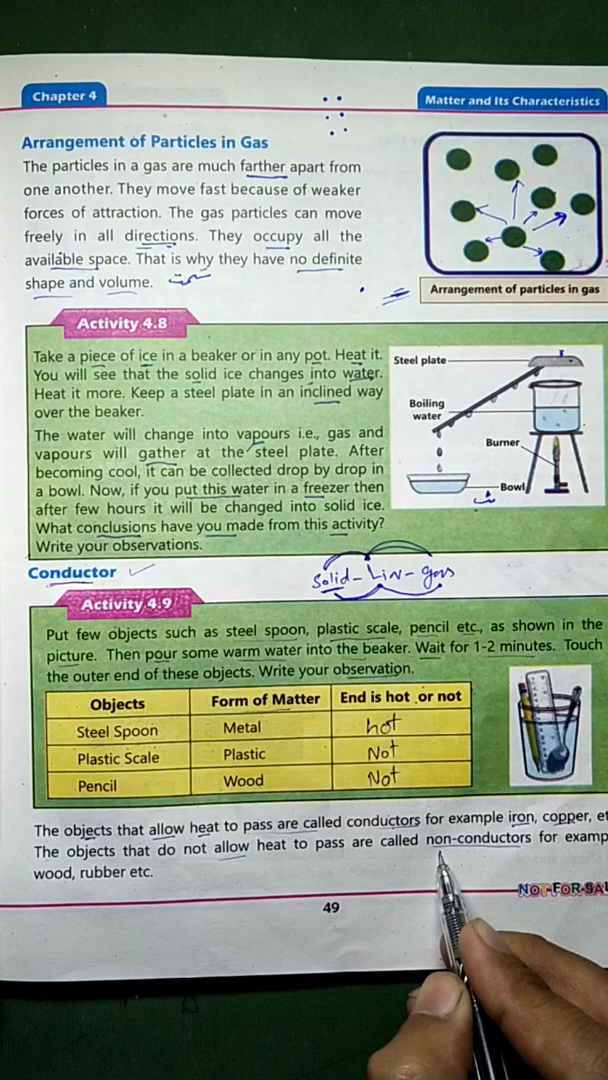 Chapter 4
Matter and Its Characteristics
Arrangement of Particles in Gas
The particles in a gas are much farther apart from
one another. They move fast because of weaker
forces of attraction. The gas particles can move
freely in all directions. They occupy all the
available space. That is why they have no definite
shape and volume.
Arrangement of particles in gas
Activity 4.8
Take a piece of ice in a beaker or in any pot. Heat it.
You will see that the solid ice changes into water.
Heat it more. Keep a steel plate in an inclined way
over the beaker.
The water will change into vapours i.e., gas and
vapours will gather at the steel plate. After
becoming cool, it can be collected drop by drop in
a bowl. Now, if you put this water in a freezer then
after few hours it will be changed into solid ice.
What conclusions have you made from this activity?
Write your observations.
Steel plate
Boiling
water
Burner
Bowl
Conductor
Solid - Liv - gas
Activity 4.9
Put few objects such as steel spoon, plastic scale, pencil etc., as shown in the
picture. Then pour some warm water into the beaker. Wait for 1-2 minutes. Touch
the outer end of these objects. Write your observation.
Objects Form of Matter End is hot or not
Steel Spoon Metal hot
Plastic Scale Plastic Not
Pencil Wood Not
The objects that allow heat to pass are called conductors for example iron, copper, et
The objects that do not allow heat to pass are called non-conductors for examp
wood, rubber etc.
NOT FOR SAL
49